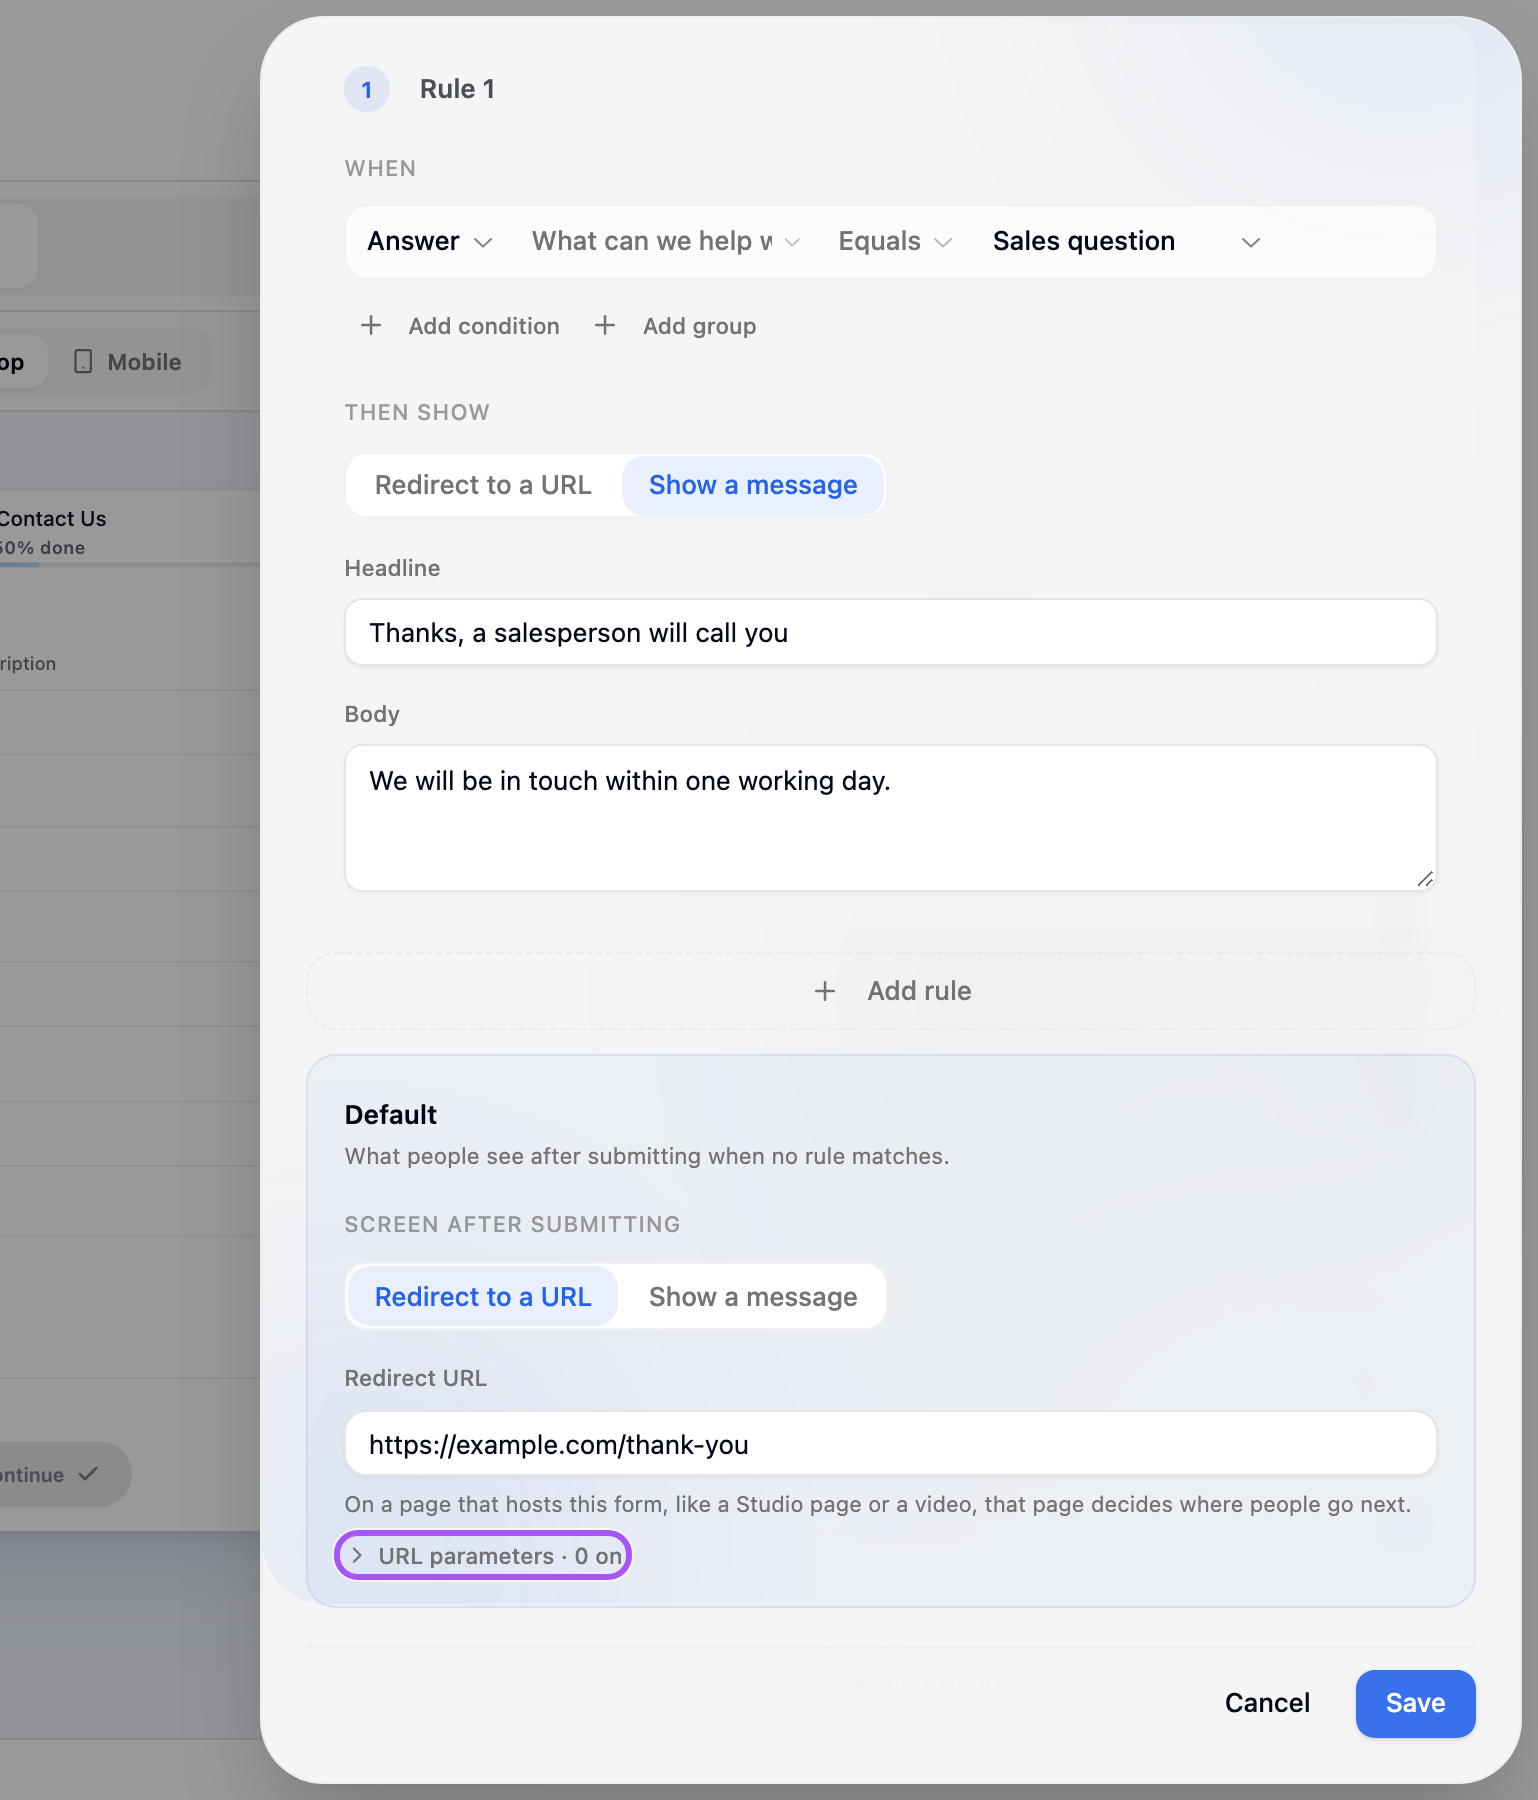 1
Rule 1
WHEN
Answer What can we help w Equals Sales question
Add condition Add group
op Mobile
THEN SHOW
Redirect to a URL Show a message
Contact Us
50% done
Headline
Thanks, a salesperson will call you
ription
Body
We will be in touch within one working day.
Add rule
Default
What people see after submitting when no rule matches.
SCREEN AFTER SUBMITTING
Redirect to a URL Show a message
Redirect URL
https://example.com/thank-you
ontinue
On a page that hosts this form, like a Studio page or a video, that page decides where people go next.
URL parameters · 0 on
Background
Cancel Save